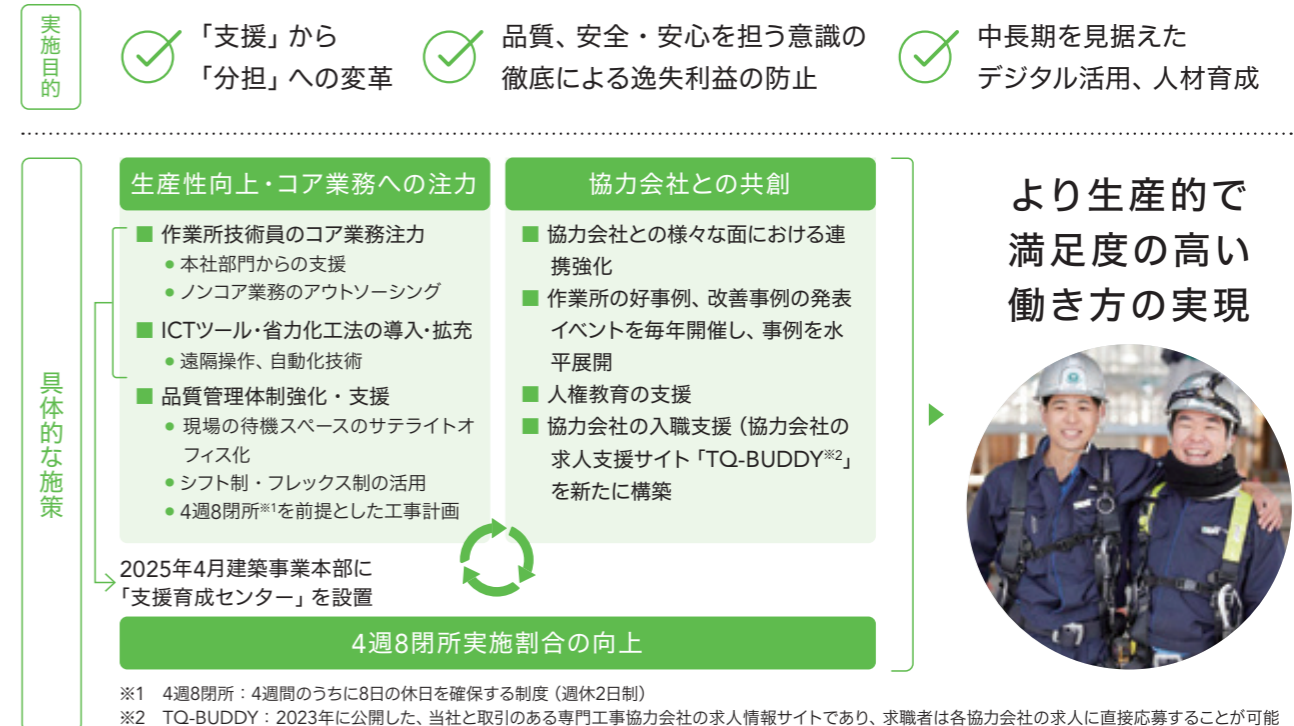 実施目的
「支援」から
「分担」への変革
品質、安全・安心を担う意識の
徹底による逸失利益の防止
中長期を見据えた
デジタル活用、人材育成
具体的な施策
生産性向上・コア業務への注力
■ 作業所技術員のコア業務注力
● 本社部門からの支援
● ノンコア業務のアウトソーシング
■ ICTツール・省力化工法の導入・拡充
● 遠隔操作、自動化技術
■ 品質管理体制強化・支援
● 現場の待機スペースのサテライトオ
フィス化
● シフト制・フレックス制の活用
● 4週8閉所※1を前提とした工事計画
2025年4月建築事業本部に
「支援育成センター」を設置
協力会社との共創
■ 協力会社との様々な面における連
携強化
■ 作業所の好事例、改善事例の発表
イベントを毎年開催し、事例を水
平展開
■ 人権教育の支援
■ 協力会社の入職支援（協力会社の
求人支援サイト「TQ-BUDDY※2」
を新たに構築
4週8閉所実施割合の向上
より生産的で
満足度の高い
働き方の実現
※1 4週8閉所：4週間のうちに8日の休日を確保する制度（週休2日制）
※2 TQ-BUDDY：2023年に公開した、当社と取引のある専門工事協力会社の求人情報サイトであり、求職者は各協力会社の求人に直接応募することが可能